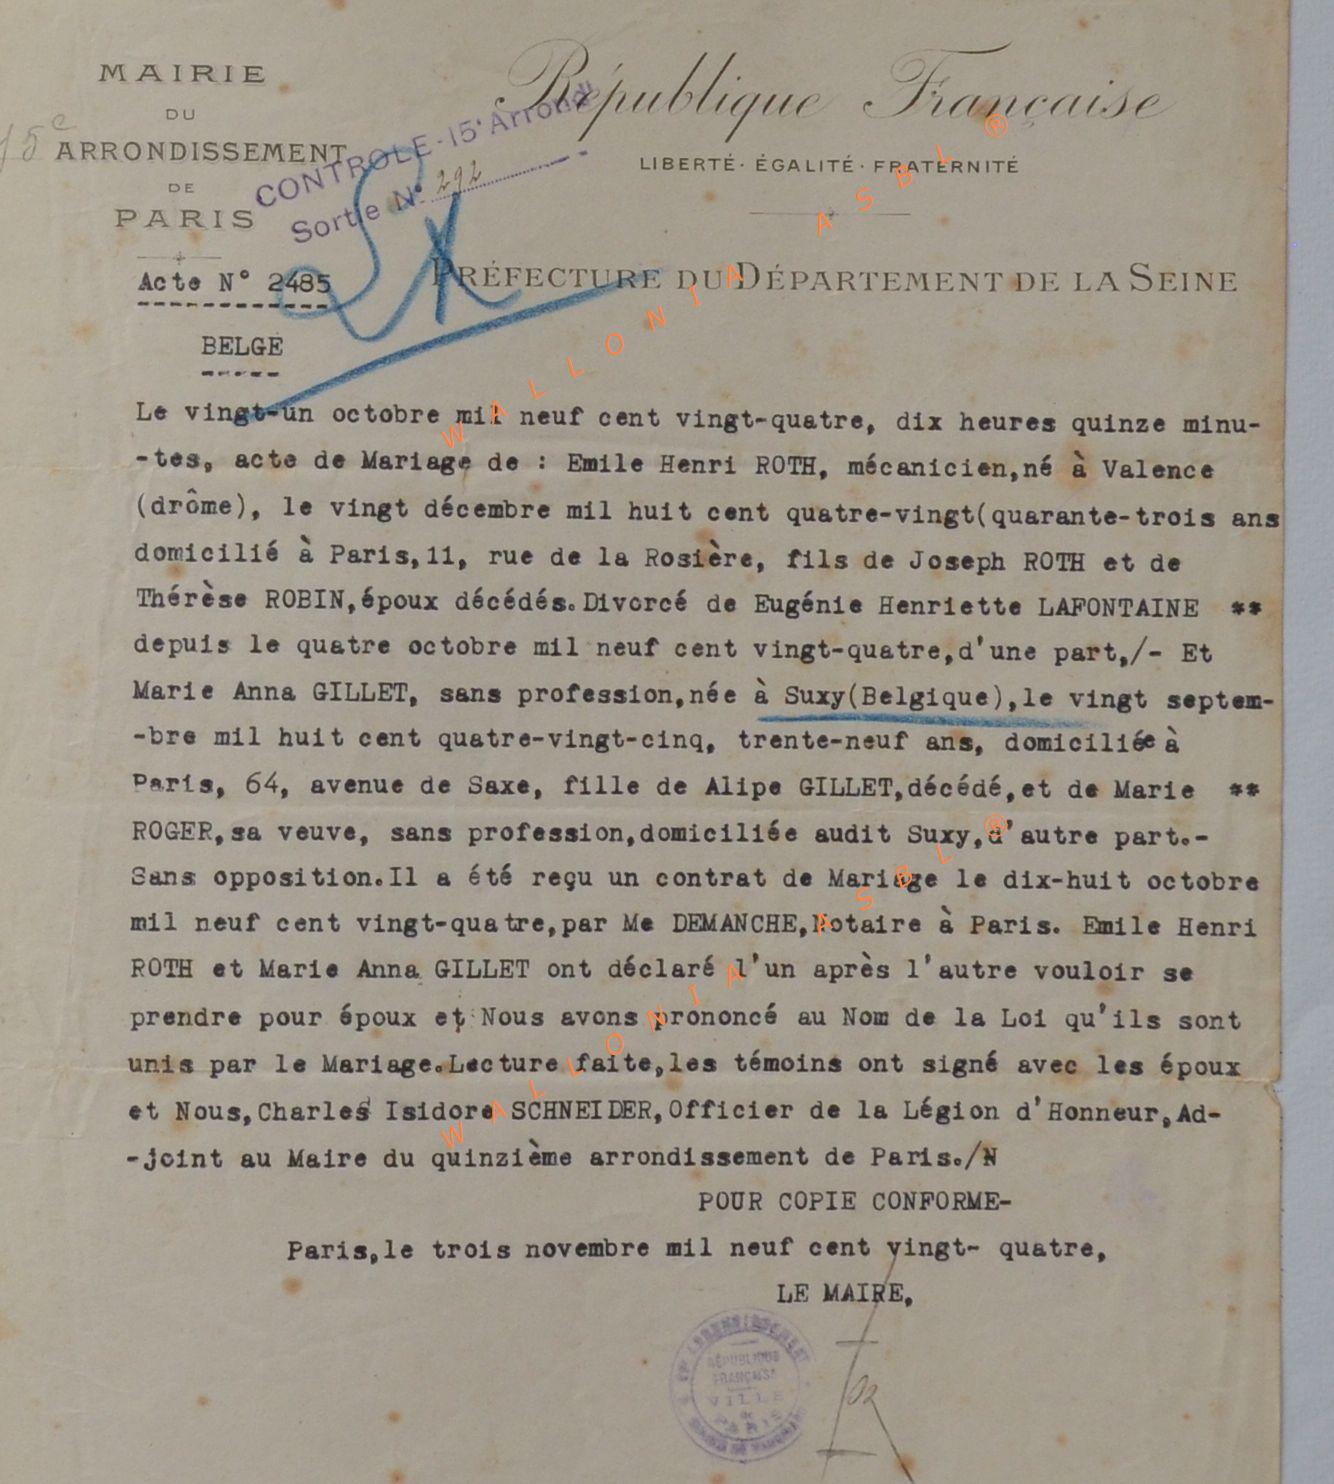 MAIRIE
DU
15e ARRONDISSEMENT
DE
PARIS
CONTROLE-15e Arrondt
Sortie N° 292
République Française
LIBERTÉ · ÉGALITÉ · FRATERNITÉ
PRÉFECTURE DU DÉPARTEMENT DE LA SEINE
Acte N° 2485
BELGE
Le vingt-un octobre mil neuf cent vingt-quatre, dix heures quinze minu-
-tes, acte de Mariage de : Emile Henri ROTH, mécanicien,né à Valence
(drôme), le vingt décembre mil huit cent quatre-vingt(quarante-trois ans
domicilié à Paris,11, rue de la Rosière, fils de Joseph ROTH et de
Thérèse ROBIN,époux décédés.Divorcé de Eugénie Henriette LAFONTAINE **
depuis le quatre octobre mil neuf cent vingt-quatre,d'une part,/- Et
Marie Anna GILLET, sans profession,née à Suxy(Belgique),le vingt septem-
-bre mil huit cent quatre-vingt-cinq, trente-neuf ans, domiciliée à
Paris, 64, avenue de Saxe, fille de Alipe GILLET,décédé,et de Marie **
ROGER,sa veuve, sans profession,domiciliée audit Suxy,d'autre part.-
Sans opposition.Il a été reçu un contrat de Mariage le dix-huit octobre
mil neuf cent vingt-quatre,par Me DEMANCHE,Notaire à Paris. Emile Henri
ROTH et Marie Anna GILLET ont déclaré l'un après l'autre vouloir se
prendre pour époux et Nous avons prononcé au Nom de la Loi qu'ils sont
unis par le Mariage.Lecture faite,les témoins ont signé avec les époux
et Nous,Charles Isidore SCHNEIDER,Officier de la Légion d'Honneur,Ad-
-joint au Maire du quinzième arrondissement de Paris./N
POUR COPIE CONFORME-
Paris,le trois novembre mil neuf cent vingt- quatre,
LE MAIRE,
RÉPUBLIQUE
FRANÇAISE
VILLE
de
PARIS
WALLONIA ASBL ®
WALLONIA ASBL ®